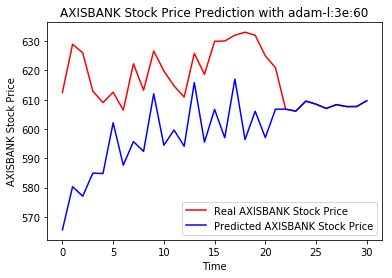 AXISBANK Stock Price Prediction with adam-l:3e:60
AXISBANK Stock Price
630
620
610
600
590
580
570
Real AXISBANK Stock Price
Predicted AXISBANK Stock Price
0
5
10
15
20
25
30
Time